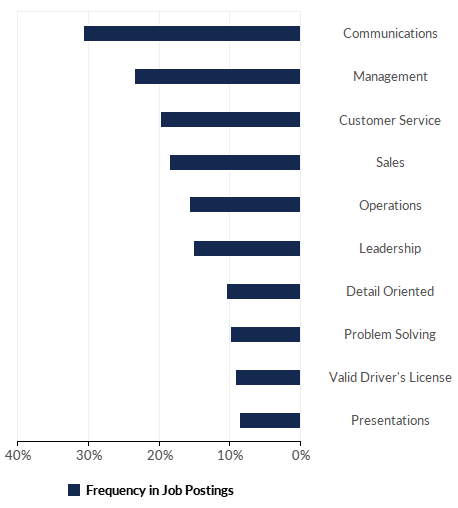 Communications
Management
Customer Service
Sales
Operations
Leadership
Detail Oriented
Problem Solving
Valid Driver's License
Presentations
40% 30% 20% 10% 0%
Frequency in Job Postings